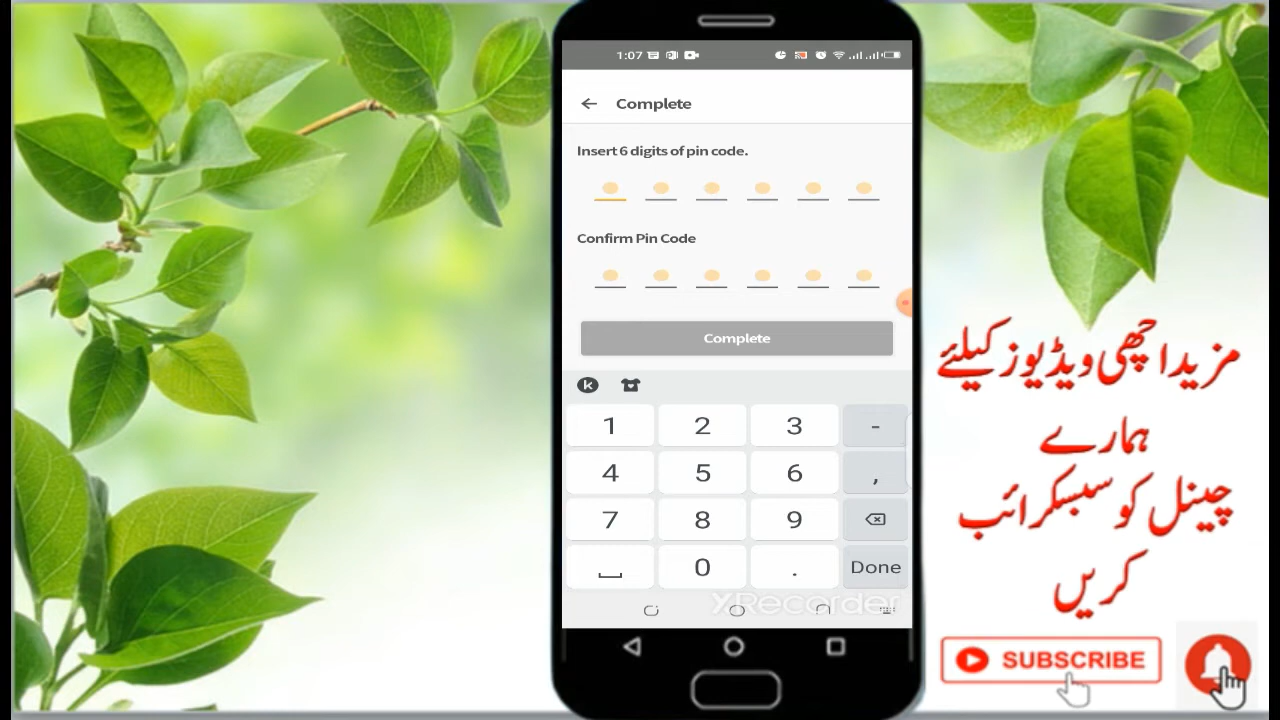 1:07
Complete
Insert 6 digits of pin code.
Confirm Pin Code
Complete
1 2 3 -
4 5 6 ,
7 8 9
0 . Done
XRecorder
مزید اچھی ویڈیوز کیلئے
ہمارے
چینل کو سبسکرائب
کریں
SUBSCRIBE